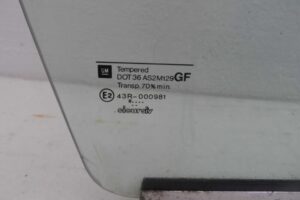 GM
Tempered
DOT 36 AS2M129 GF
Transp. 70% min
E2 43R-000981